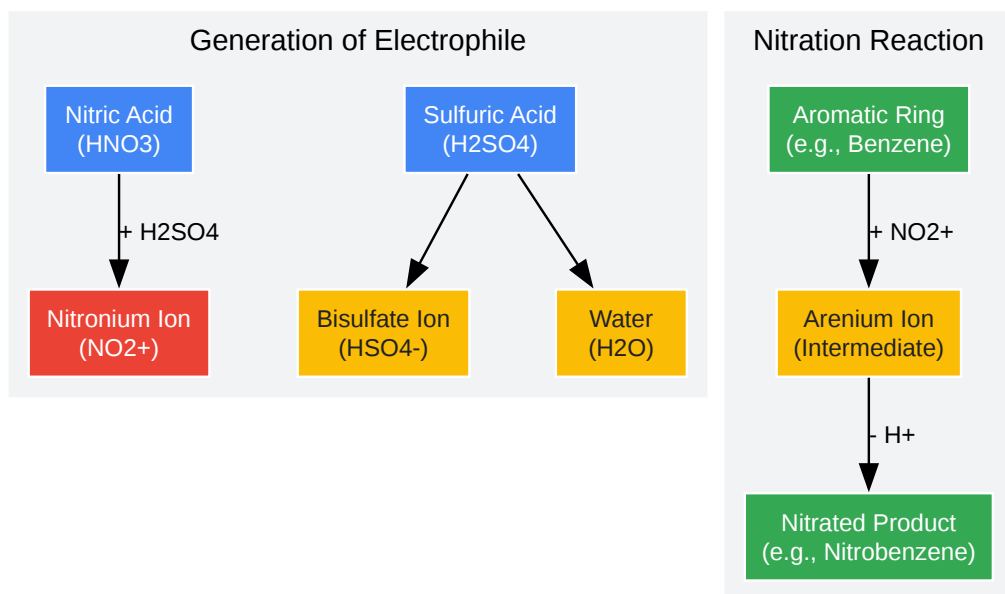 Generation of Electrophile
Nitric Acid
(HNO3)
Sulfuric Acid
(H2SO4)
+ H2SO4
Nitronium Ion
(NO2+)
Bisulfate Ion
(HSO4-)
Water
(H2O)
Nitration Reaction
Aromatic Ring
(e.g., Benzene)
+ NO2+
Arenium Ion
(Intermediate)
- H+
Nitrated Product
(e.g., Nitrobenzene)